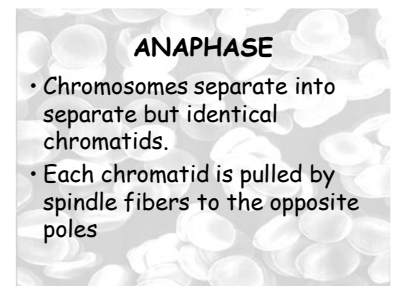 ANAPHASE
• Chromosomes separate into
separate but identical
chromatids.
• Each chromatid is pulled by
spindle fibers to the opposite
poles